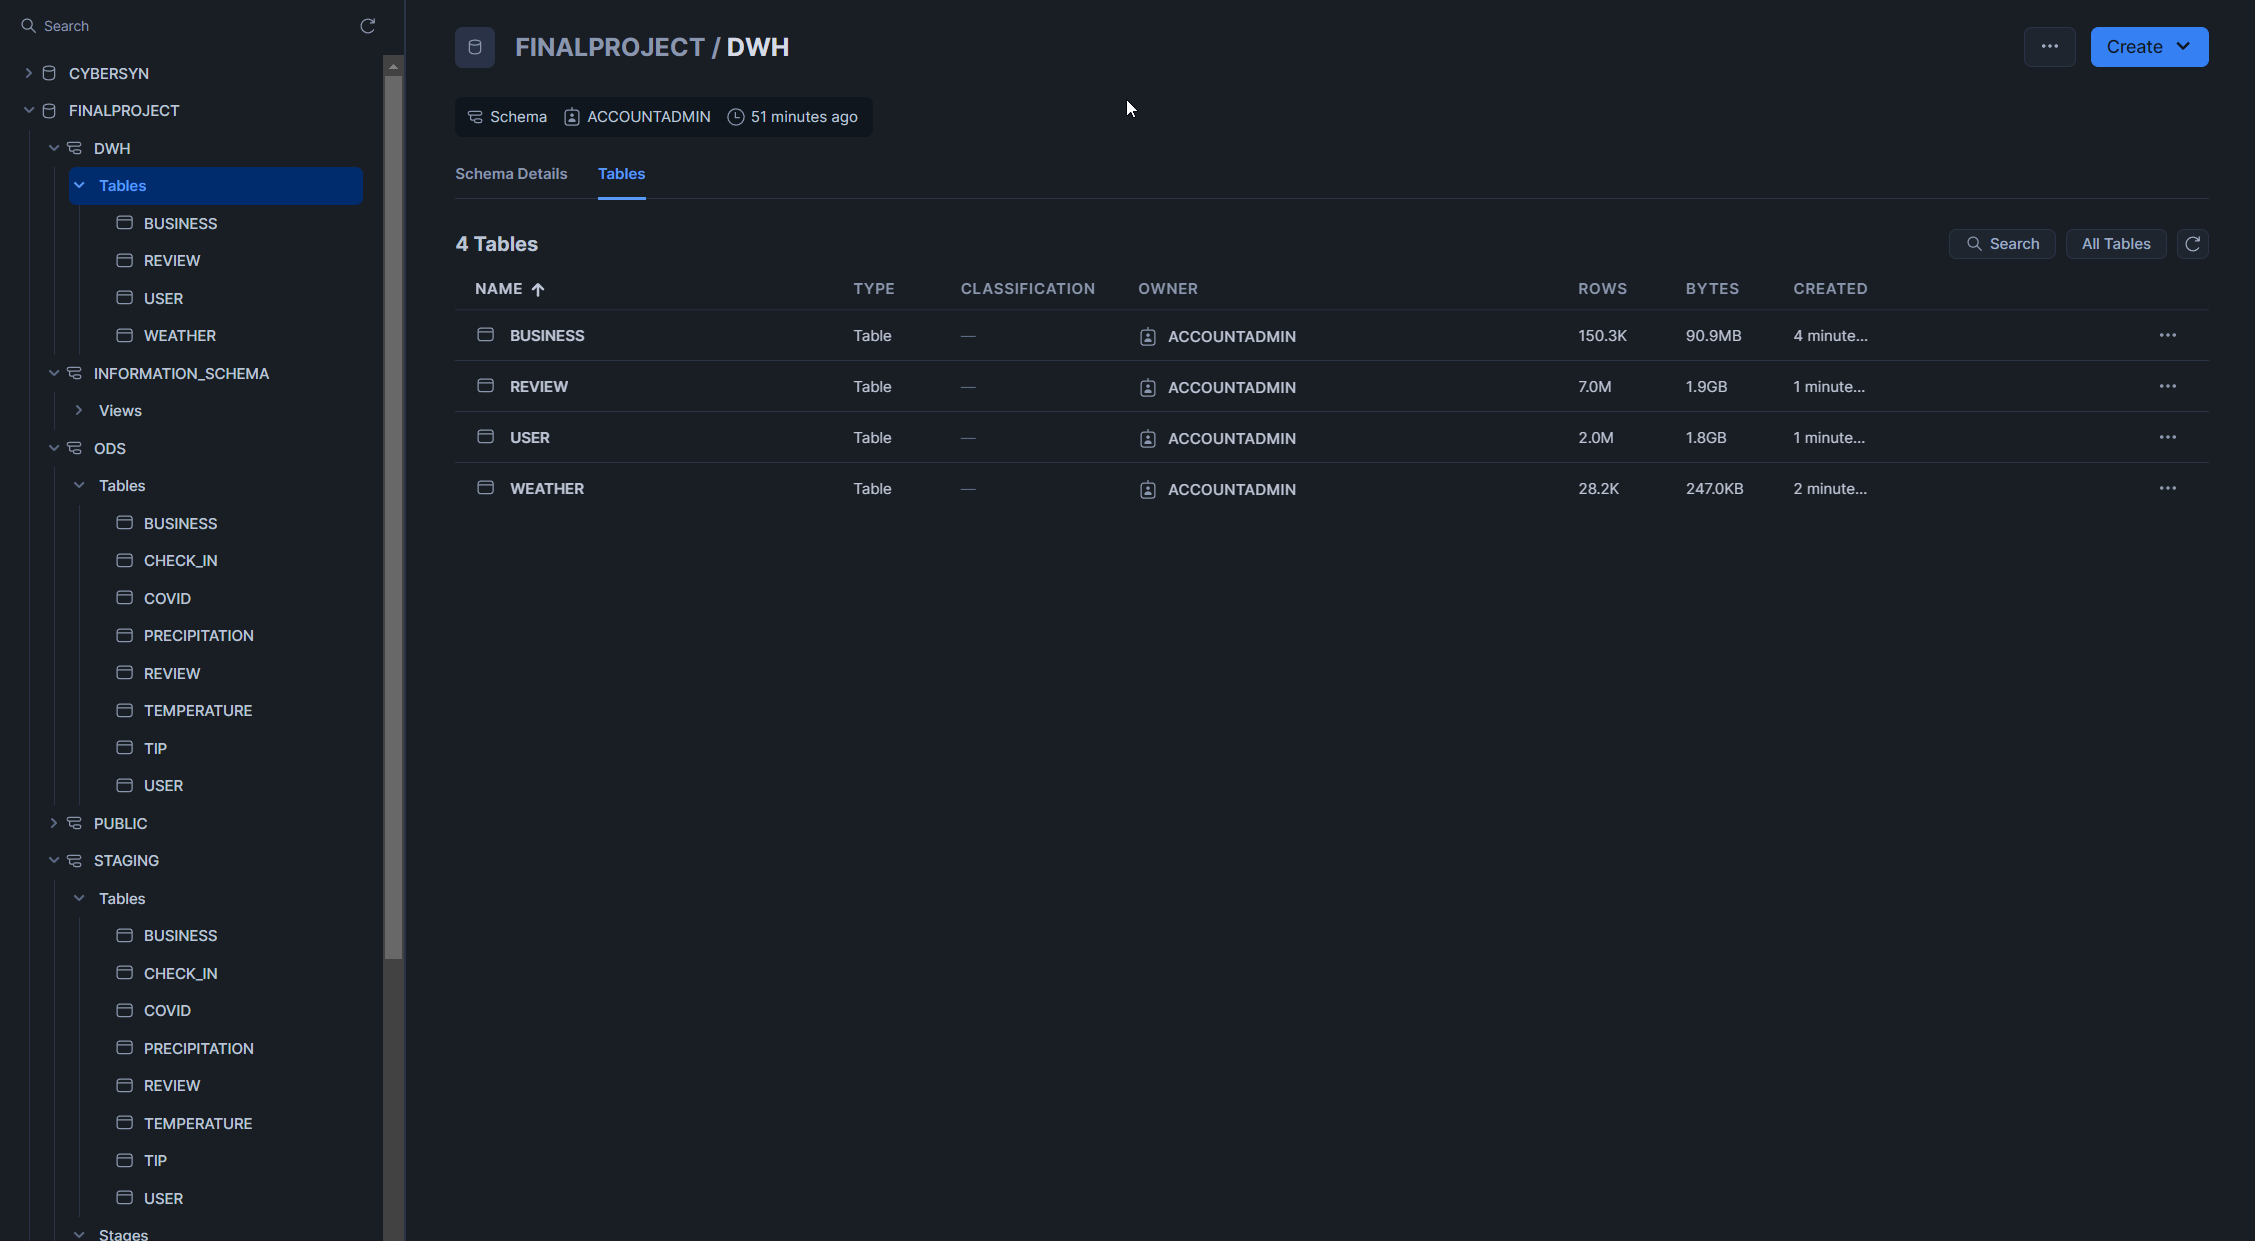 Search
CYBERSYN
FINALPROJECT
DWH
Tables
BUSINESS
REVIEW
USER
WEATHER
INFORMATION_SCHEMA
Views
ODS
Tables
BUSINESS
CHECK_IN
COVID
PRECIPITATION
REVIEW
TEMPERATURE
TIP
USER
PUBLIC
STAGING
Tables
BUSINESS
CHECK_IN
COVID
PRECIPITATION
REVIEW
TEMPERATURE
TIP
USER
Stages
FINALPROJECT / DWH
... Create
Schema ACCOUNTADMIN 51 minutes ago
Schema Details Tables
4 Tables
Search All Tables
NAME TYPE CLASSIFICATION OWNER ROWS BYTES CREATED
BUSINESS Table — ACCOUNTADMIN 150.3K 90.9MB 4 minute... ...
REVIEW Table — ACCOUNTADMIN 7.0M 1.9GB 1 minute... ...
USER Table — ACCOUNTADMIN 2.0M 1.8GB 1 minute... ...
WEATHER Table — ACCOUNTADMIN 28.2K 247.0KB 2 minute... ...